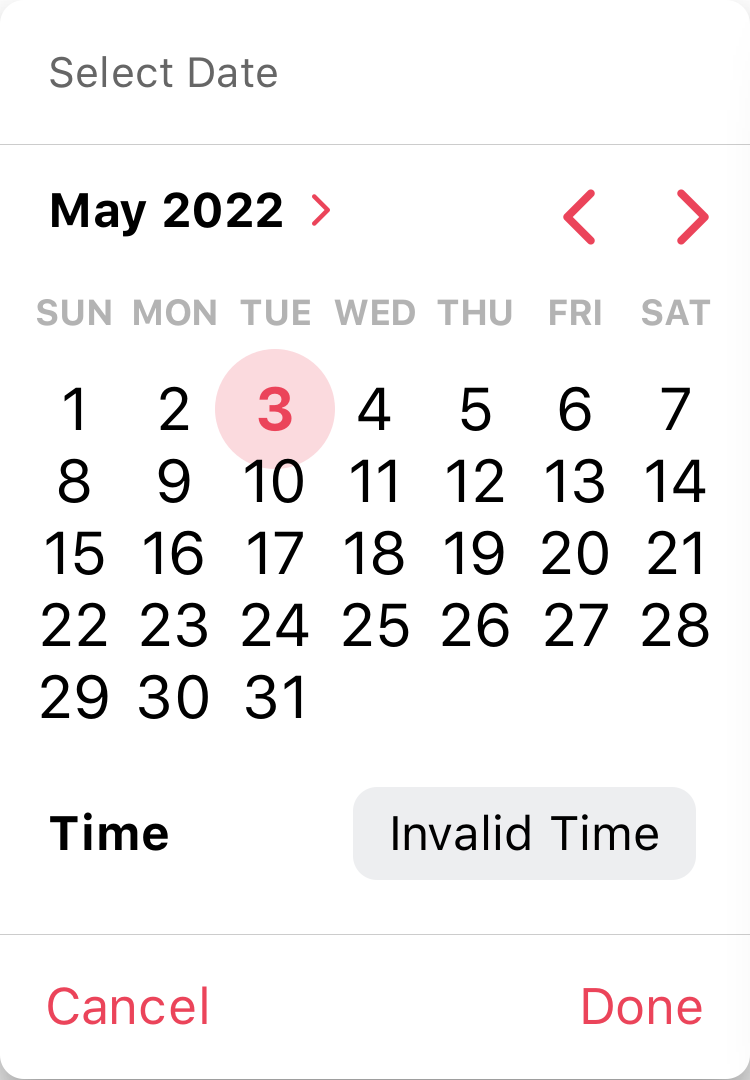 Select Date
May 2022
SUN MON TUE WED THU FRI SAT
1 2 3 4 5 6 7
8 9 10 11 12 13 14
15 16 17 18 19 20 21
22 23 24 25 26 27 28
29 30 31
Time Invalid Time
Cancel Done